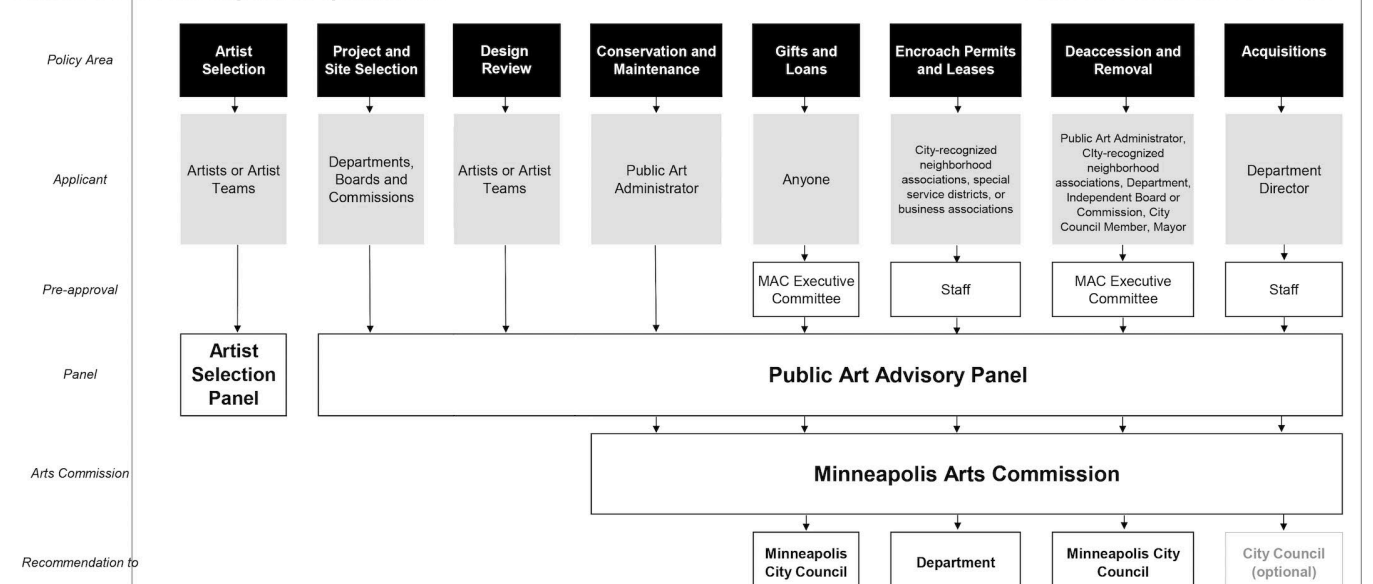 Policy Area
Artist
Selection
Project and
Site Selection
Design
Review
Conservation and
Maintenance
Gifts and
Loans
Encroach Permits
and Leases
Deaccession and
Removal
Acquisitions
Applicant
Artists or Artist
Teams
Departments,
Boards and
Commissions
Artists or Artist
Teams
Public Art
Administrator
Anyone
City-recognized
neighborhood
associations, special
service districts, or
business associations
Public Art Administrator,
CIty-recognized
neighborhood
associations, Department,
Independent Board or
Commission, City
Council Member, Mayor
Department
Director
Pre-approval
MAC Executive
Committee
Staff
MAC Executive
Committee
Staff
Panel
Artist
Selection
Panel
Public Art Advisory Panel
Arts Commission
Minneapolis Arts Commission
Recommendation to
Minneapolis
City Council
Department
Minneapolis City
Council
City Council
(optional)